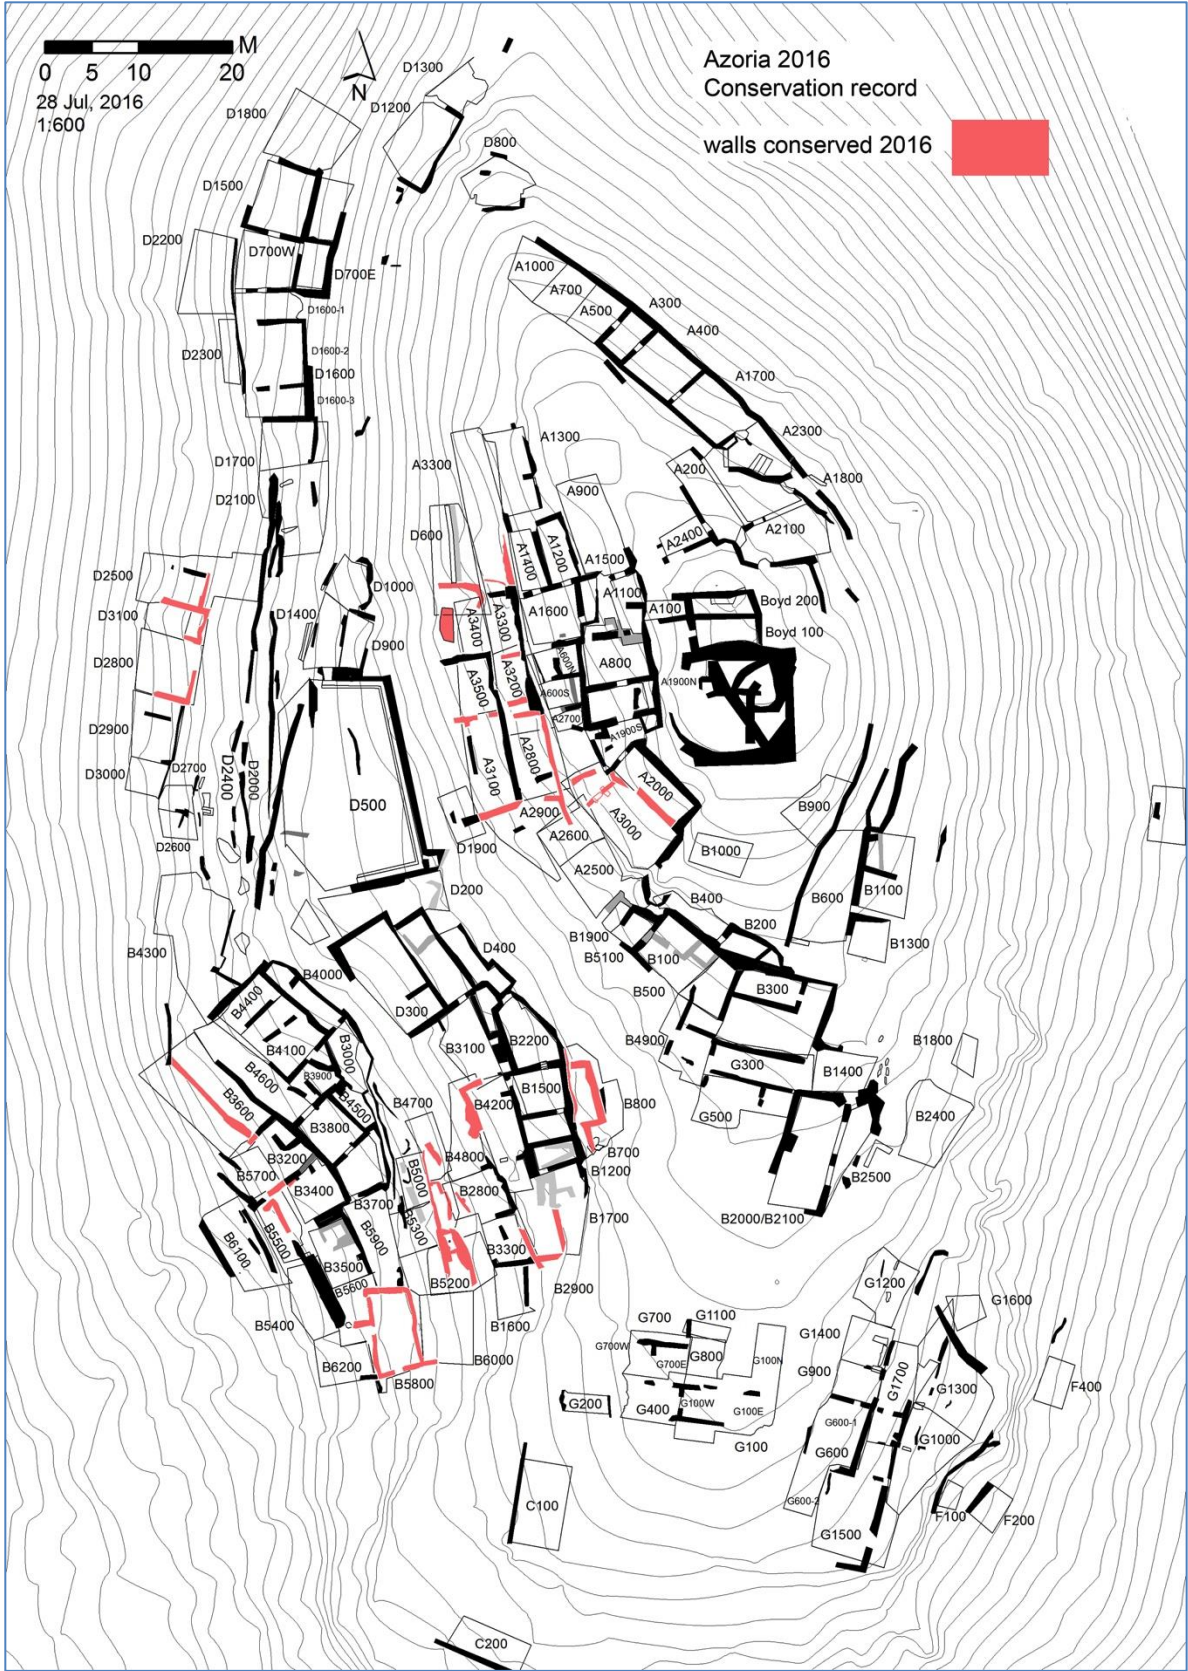 M
0 5 10 20
28 Jul, 2016
1:600
N
Azoria 2016
Conservation record
walls conserved 2016
D1300
D1200
D1800
D800
D1500
D2200
D700W
D700E
D1600-1
D2300
D1600-2
D1600
D1600-3
D1700
D2100
A1000
A700
A500
A300
A400
A1700
A2300
A1800
A200
A2100
A2400
A1300
A3300
A900
D600
A1400
A1200
A1500
A1100
A100
Boyd 200
Boyd 100
D2500
D3100
D2800
D2900
D3000
D2700
D2600
D2400
D2000
D1000
D1400
D900
D500
A3400
A3300
A1600
A3200
A600N
A600S
A2700
A800
A1900N
A1900S
A3500
A3100
A2800
A2900
A2600
A2500
A2000
A3000
D1900
D200
B900
B1000
B600
B1100
B1300
B400
B200
B1900
B5100
B100
B500
B300
B4900
G300
B1400
G500
B1800
B2400
B2500
B2000/B2100
B4300
B4000
B4400
B4100
B3000
B3900
B4600
B3600
B4500
B3800
B3200
B5700
B3400
B3700
B6100
B5500
B3500
B5900
B5600
B5400
B6200
B5800
B6000
D300
D400
B3100
B2200
B1500
B4200
B800
B700
B1200
B1700
B4700
B4800
B5000
B2800
B5300
B3300
B5200
B2900
B1600
G1200
G1600
G700
G1100
G700W
G700E
G800
G100N
G400
G100W
G100E
G100
G200
G1400
G900
G1700
G1300
G600-1
G600
G1000
G600-2
G1500
F400
F100
F200
C100
C200